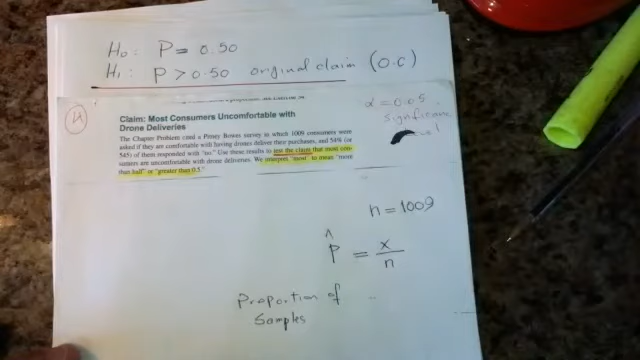 H₀: P = 0.50
H₁: P > 0.50 original claim (O.C)
Claim: Most Consumers Uncomfortable with
Drone Deliveries
The Chapter Problem cited a Pitney Bowes survey in which 1009 consumers were
asked if they are comfortable with having drones deliver their purchases, and 54% (or
545) of them responded with "no." Use these results to test the claim that most con-
sumers are uncomfortable with drone deliveries. We interpret "most" to mean "more
than half" or "greater than 0.5."
α = 0.05
n = 1009
p̂ = x/n
Proportion of
Samples